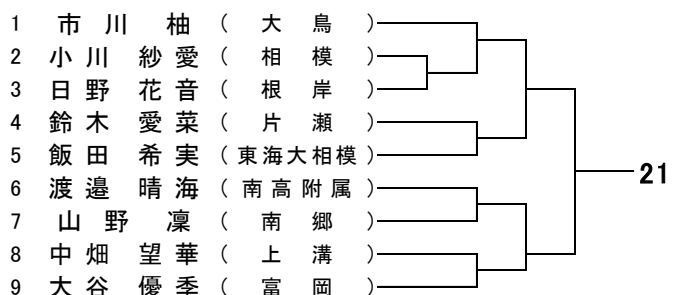 1 市川 柚 (大鳥)
2 小川 紗愛 (相模)
3 日野 花音 (根岸)
4 鈴木 愛菜 (片瀬)
5 飯田 希実 (東海大相模)
21
6 渡邉 晴海 (南高附属)
7 山野 凜 (南郷)
8 中畑 望華 (上溝)
9 大谷 優季 (富岡)